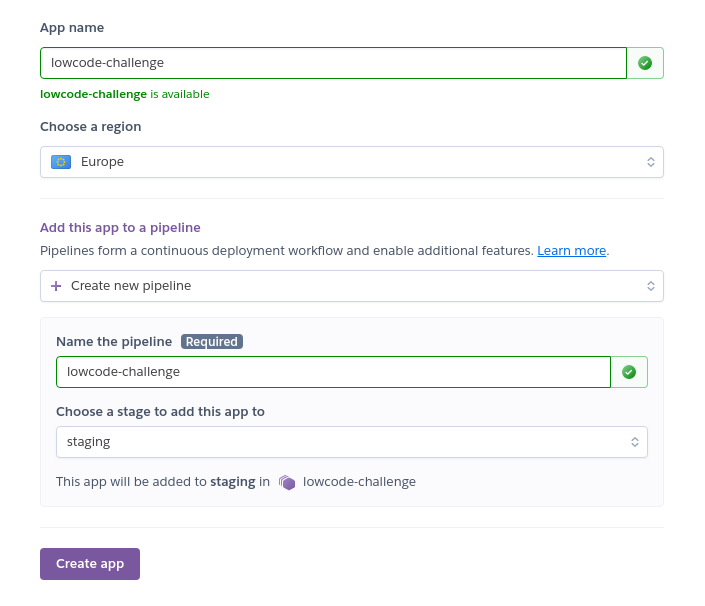 App name
lowcode-challenge
lowcode-challenge is available
Choose a region
Europe
Add this app to a pipeline
Pipelines form a continuous deployment workflow and enable additional features. Learn more.
Create new pipeline
Name the pipeline Required
lowcode-challenge
Choose a stage to add this app to
staging
This app will be added to staging in lowcode-challenge
Create app